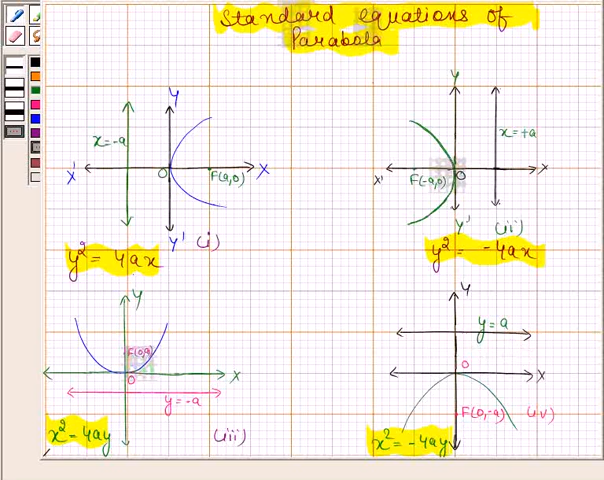 Standard equations of
Parabola
Y
x=-a
X'
O
F(a,0)
X
Y'
(i)
y² = 4ax
Y
x=+a
X'
F(-a,0)
O
X
Y'
(ii)
y² = -4ax
Y
F(0,a)
O
X
y=-a
x²=4ay
(iii)
Y
y=a
O
X
F(0,-a)
(iv)
x²=-4ay